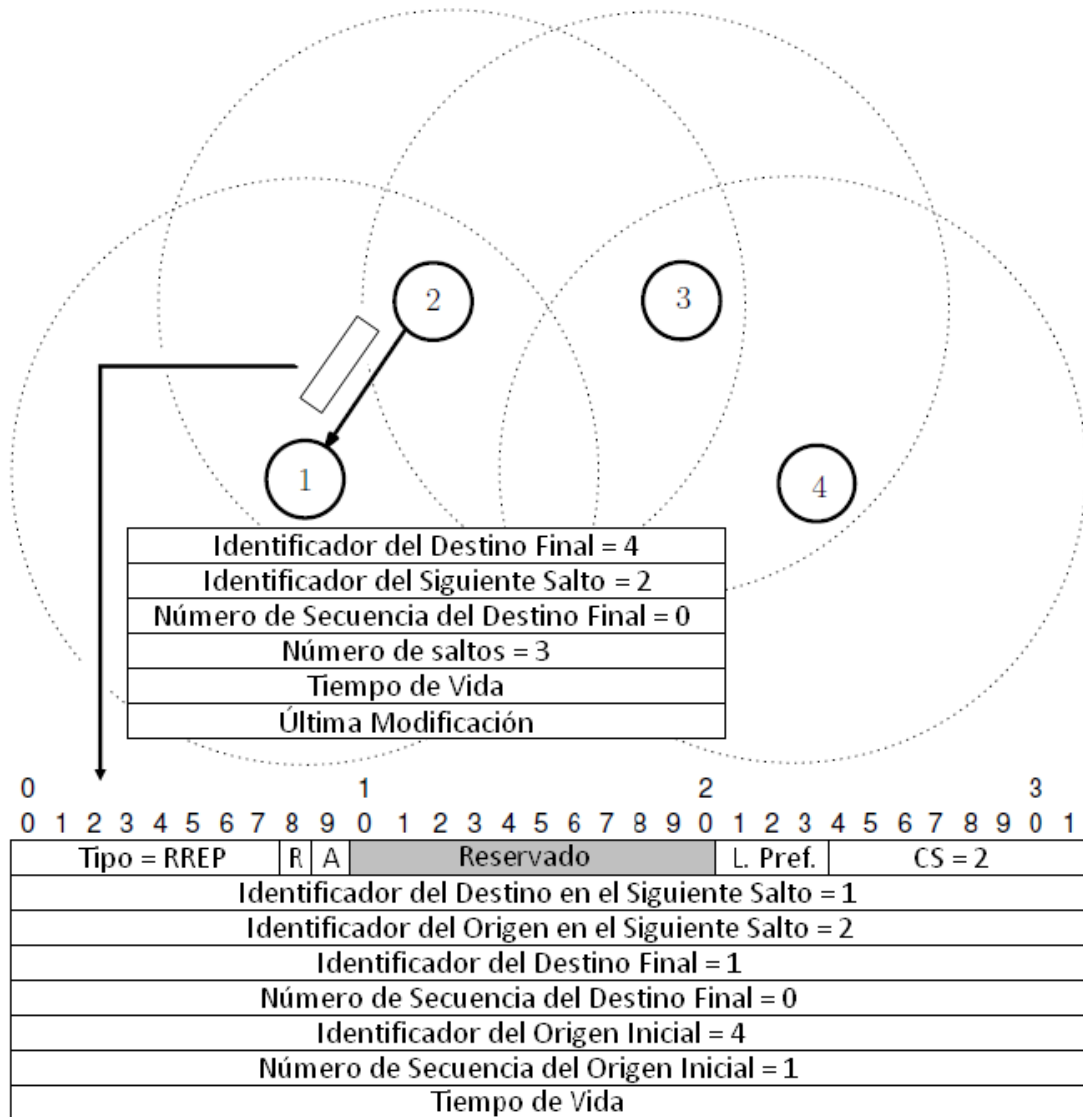 2
3
1
4
Identificador del Destino Final = 4
Identificador del Siguiente Salto = 2
Número de Secuencia del Destino Final = 0
Número de saltos = 3
Tiempo de Vida
Última Modificación
0 1 2 3
0 1 2 3 4 5 6 7 8 9 0 1 2 3 4 5 6 7 8 9 0 1 2 3 4 5 6 7 8 9 0 1
Tipo = RREP R A Reservado L. Pref. CS = 2
Identificador del Destino en el Siguiente Salto = 1
Identificador del Origen en el Siguiente Salto = 2
Identificador del Destino Final = 1
Número de Secuencia del Destino Final = 0
Identificador del Origen Inicial = 4
Número de Secuencia del Origen Inicial = 1
Tiempo de Vida